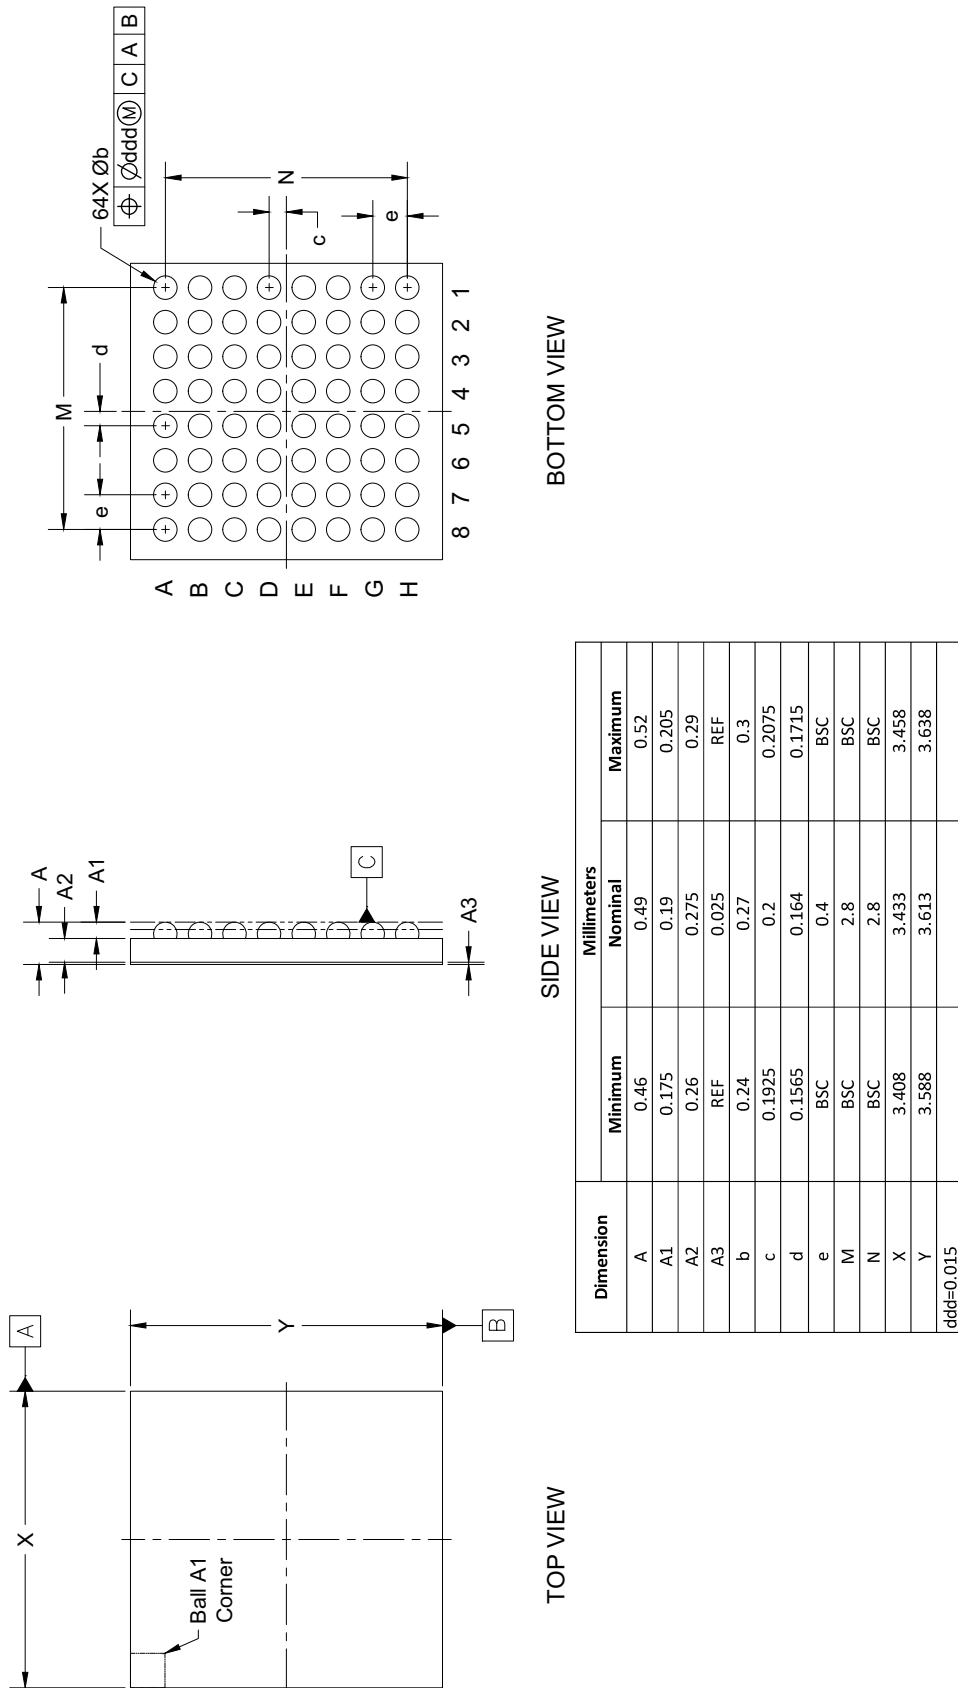 X
A
Y
B
Ball A1
Corner
TOP VIEW
A
A2
A1
C
A3
SIDE VIEW
64X Øb
⌖ Øddd Ⓜ C A B
M
e
d
N
c
e
A
B
C
D
E
F
G
H
8 7 6 5 4 3 2 1
BOTTOM VIEW
Dimension Millimeters
Minimum Nominal Maximum
A 0.46 0.49 0.52
A1 0.175 0.19 0.205
A2 0.26 0.275 0.29
A3 REF 0.025 REF
b 0.24 0.27 0.3
c 0.1925 0.2 0.2075
d 0.1565 0.164 0.1715
e BSC 0.4 BSC
M BSC 2.8 BSC
N BSC 2.8 BSC
X 3.408 3.433 3.458
Y 3.588 3.613 3.638
ddd=0.015